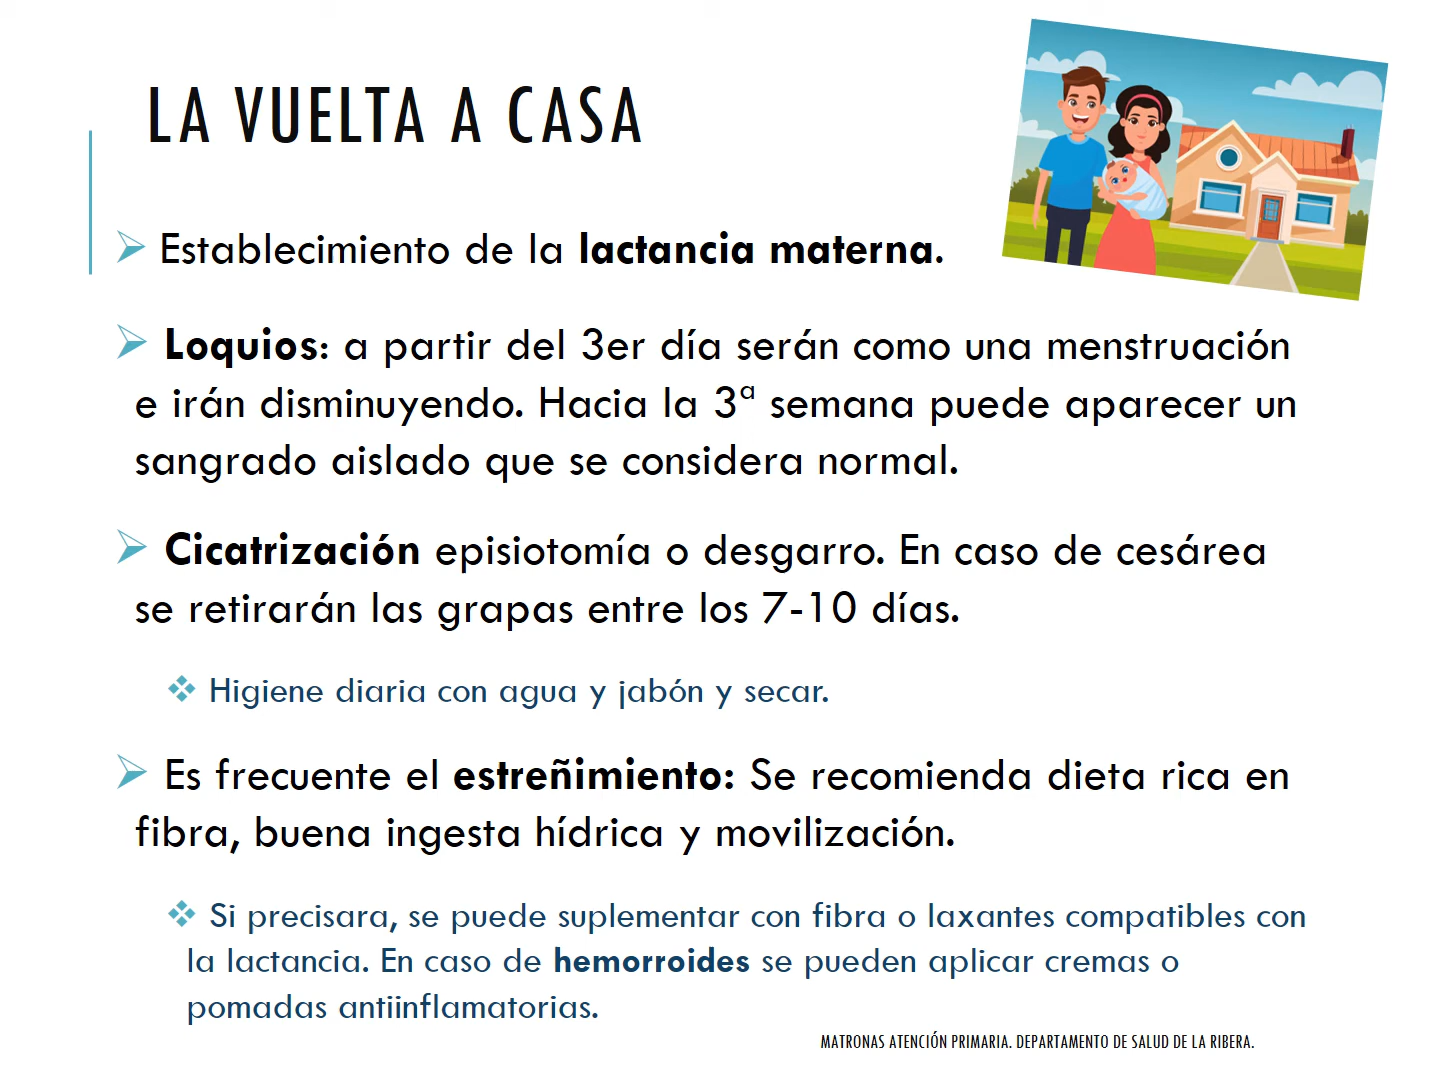 LA VUELTA A CASA
Establecimiento de la lactancia materna.
Loquios: a partir del 3er día serán como una menstruación
e irán disminuyendo. Hacia la 3ª semana puede aparecer un
sangrado aislado que se considera normal.
Cicatrización episiotomía o desgarro. En caso de cesárea
se retirarán las grapas entre los 7-10 días.
Higiene diaria con agua y jabón y secar.
Es frecuente el estreñimiento: Se recomienda dieta rica en
fibra, buena ingesta hídrica y movilización.
Si precisara, se puede suplementar con fibra o laxantes compatibles con
la lactancia. En caso de hemorroides se pueden aplicar cremas o
pomadas antiinflamatorias.
MATRONAS ATENCIÓN PRIMARIA. DEPARTAMENTO DE SALUD DE LA RIBERA.